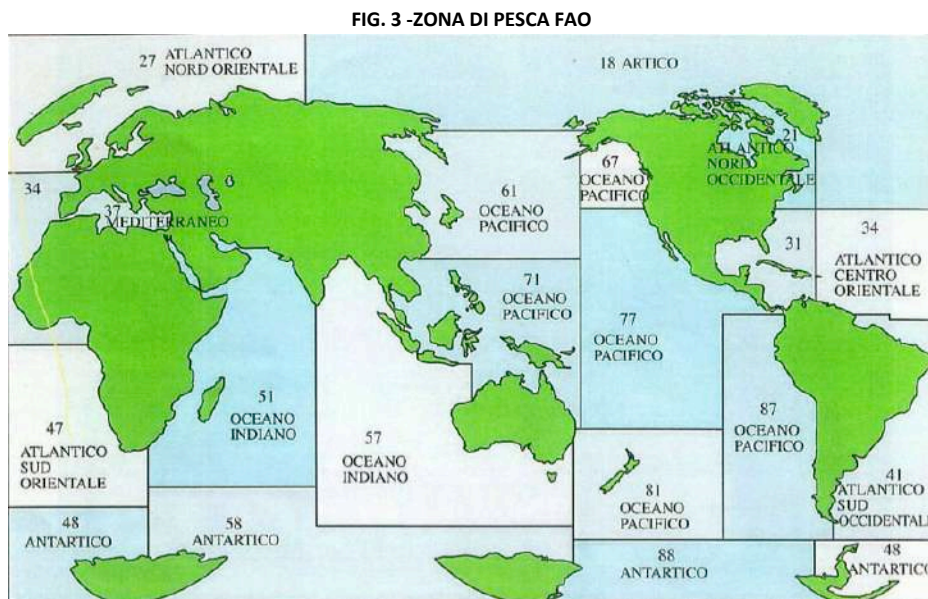 FIG. 3 -ZONA DI PESCA FAO
27 ATLANTICO
NORD ORIENTALE
18 ARTICO
21
ATLANTICO
NORD
OCCIDENTALE
67
OCEANO
PACIFICO
34
37
MEDITERRANEO
61
OCEANO
PACIFICO
31
34
ATLANTICO
CENTRO
ORIENTALE
71
OCEANO
PACIFICO
77
OCEANO
PACIFICO
51
OCEANO
INDIANO
57
OCEANO
INDIANO
87
OCEANO
PACIFICO
47
ATLANTICO
SUD
ORIENTALE
81
OCEANO
PACIFICO
41
ATLANTICO
SUD
OCCIDENTALE
48
ANTARTICO
58
ANTARTICO
88
ANTARTICO
48
ANTARTICO